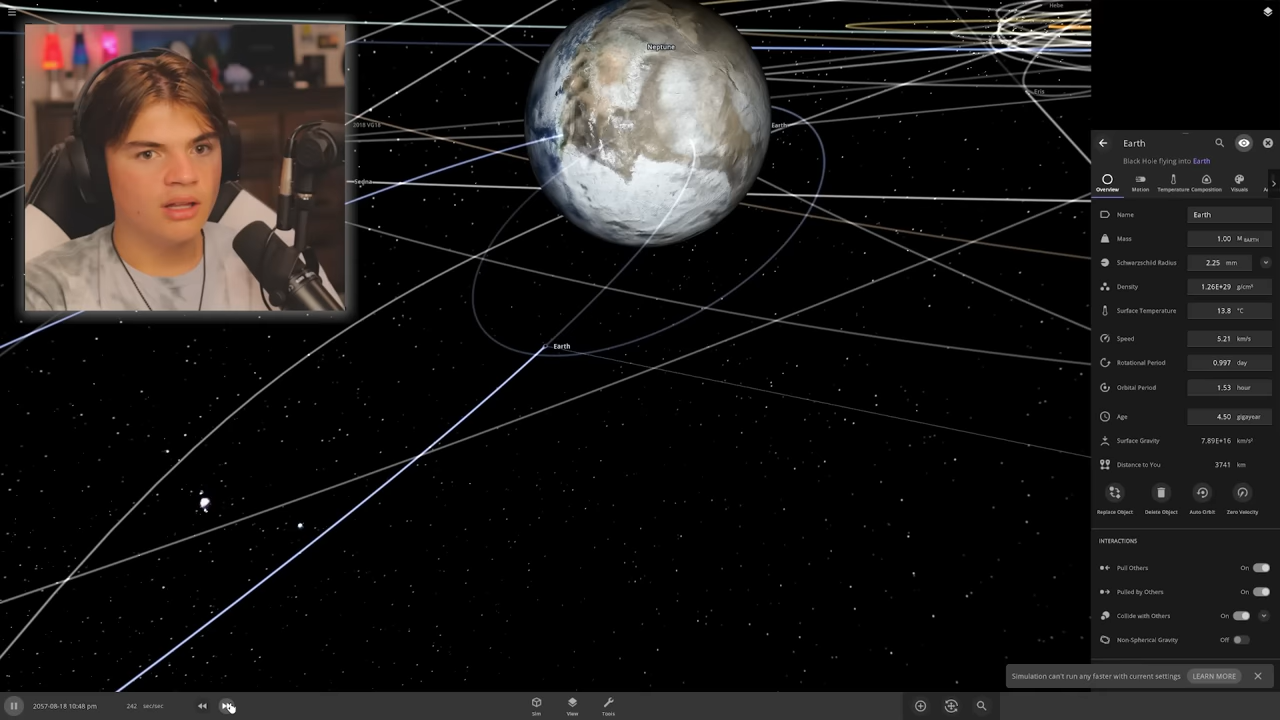 Hebe
Neptune
Eris
2018 VG18
Earth
Sedna
Earth
Earth
Black Hole flying into Earth
Overview
Motion
Temperature
Composition
Visuals
Name
Earth
Mass
1.00 M EARTH
Schwarzschild Radius
2.25 mm
Density
1.26E+29 g/cm³
Surface Temperature
13.8 °C
Speed
5.21 km/s
Rotational Period
0.997 day
Orbital Period
1.53 hour
Age
4.50 gigayear
Surface Gravity
7.89E+16 km/s²
Distance to You
3741 km
Replace Object
Delete Object
Auto Orbit
Zero Velocity
INTERACTIONS
Pull Others
On
Pulled by Others
On
Collide with Others
On
Non-Spherical Gravity
Off
Simulation can't run any faster with current settings
LEARN MORE
2057-08-18 10:48 pm
242 sec/sec
Sim
View
Tools